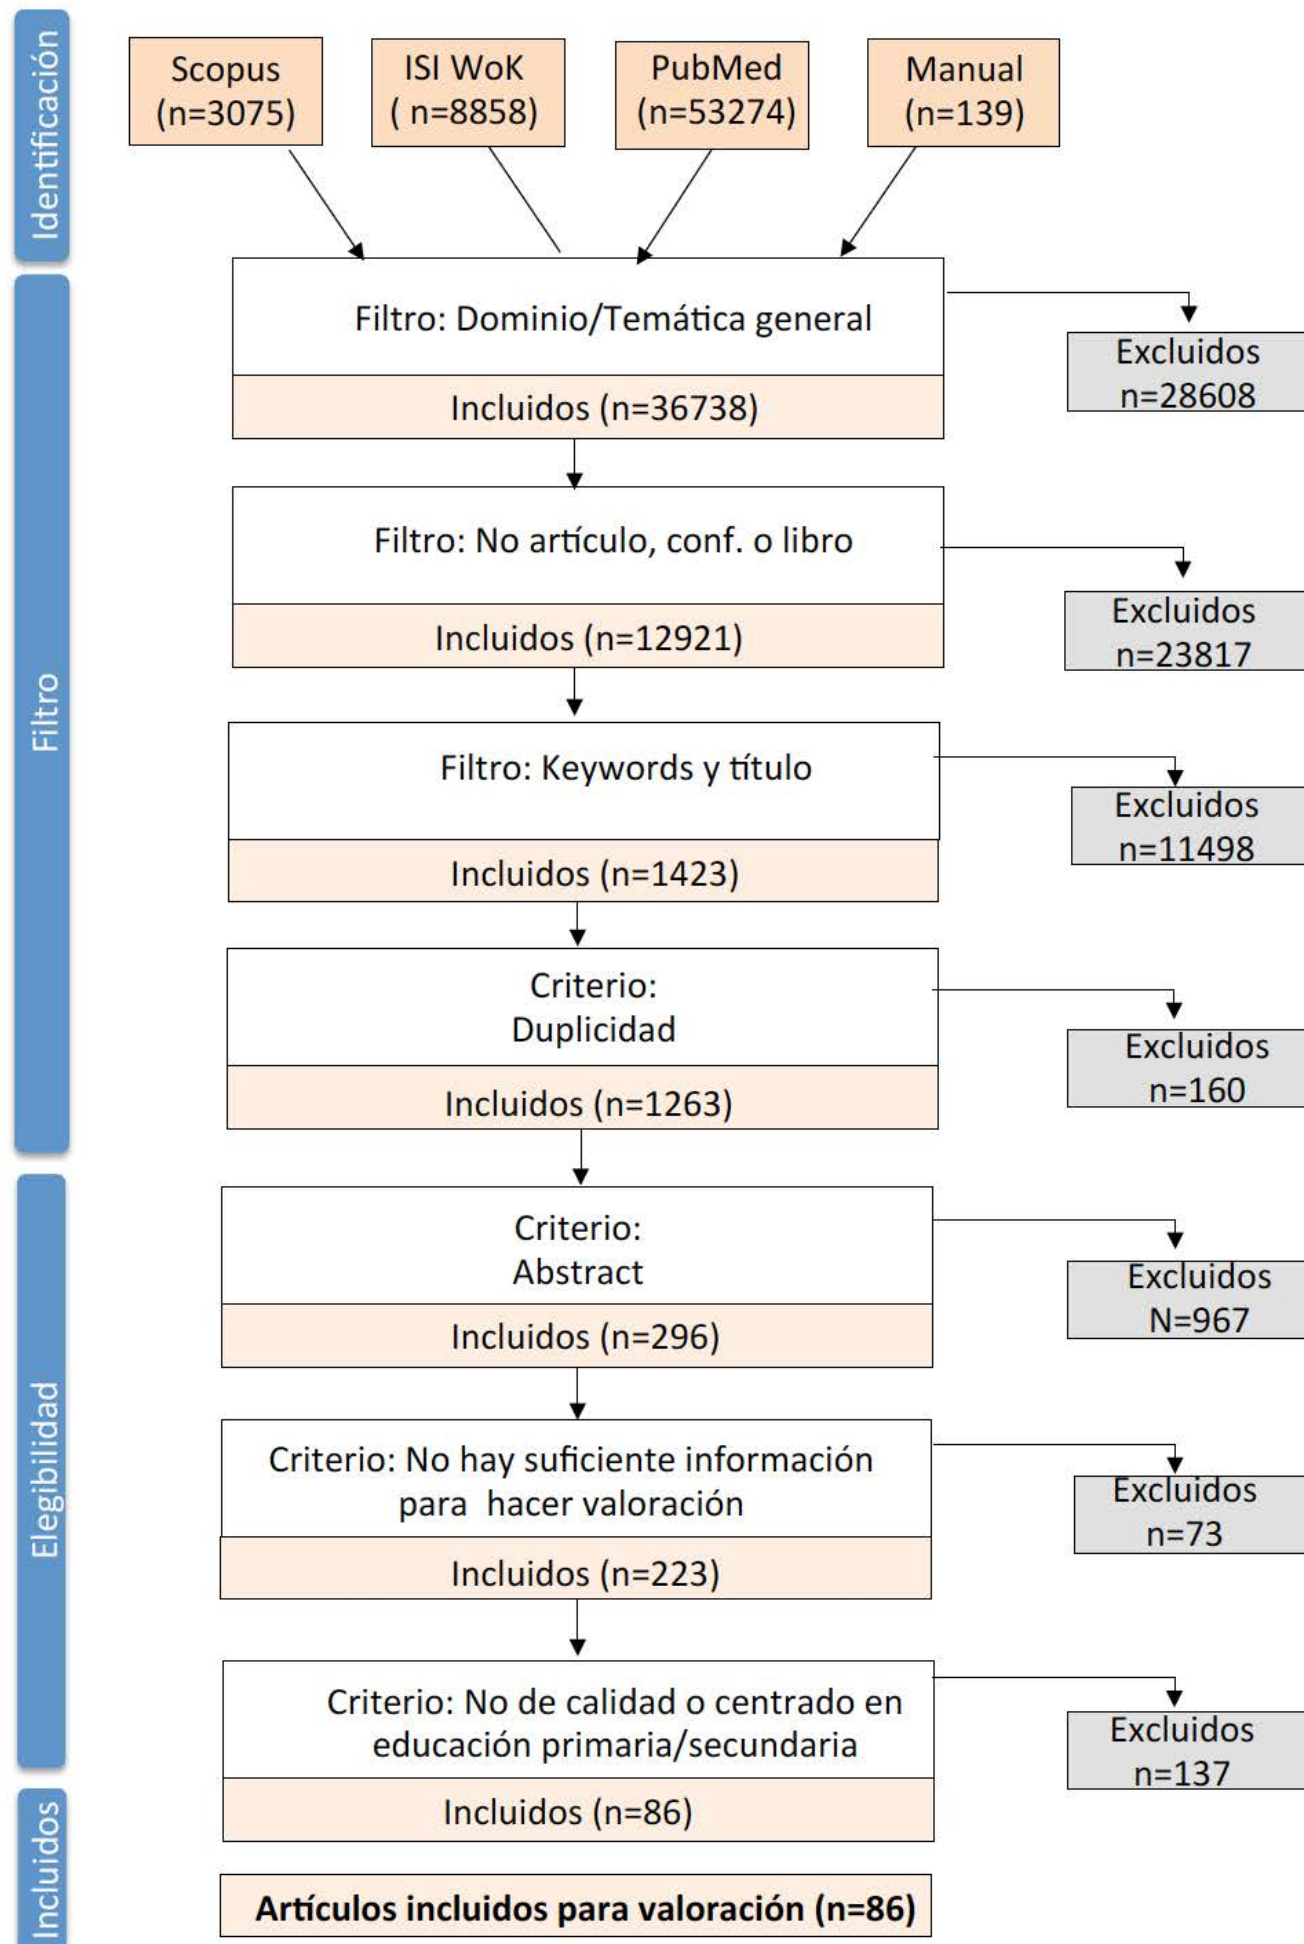 Identificación
Scopus
(n=3075)
ISI WoK
( n=8858)
PubMed
(n=53274)
Manual
(n=139)
Filtro
Filtro: Dominio/Temática general
Incluidos (n=36738)
Excluidos
n=28608
Filtro: No artículo, conf. o libro
Incluidos (n=12921)
Excluidos
n=23817
Filtro: Keywords y título
Incluidos (n=1423)
Excluidos
n=11498
Criterio:
Duplicidad
Incluidos (n=1263)
Excluidos
n=160
Elegibilidad
Criterio:
Abstract
Incluidos (n=296)
Excluidos
N=967
Criterio: No hay suficiente información
para  hacer valoración
Incluidos (n=223)
Excluidos
n=73
Criterio: No de calidad o centrado en
educación primaria/secundaria
Incluidos (n=86)
Excluidos
n=137
Incluidos
Artículos incluidos para valoración (n=86)